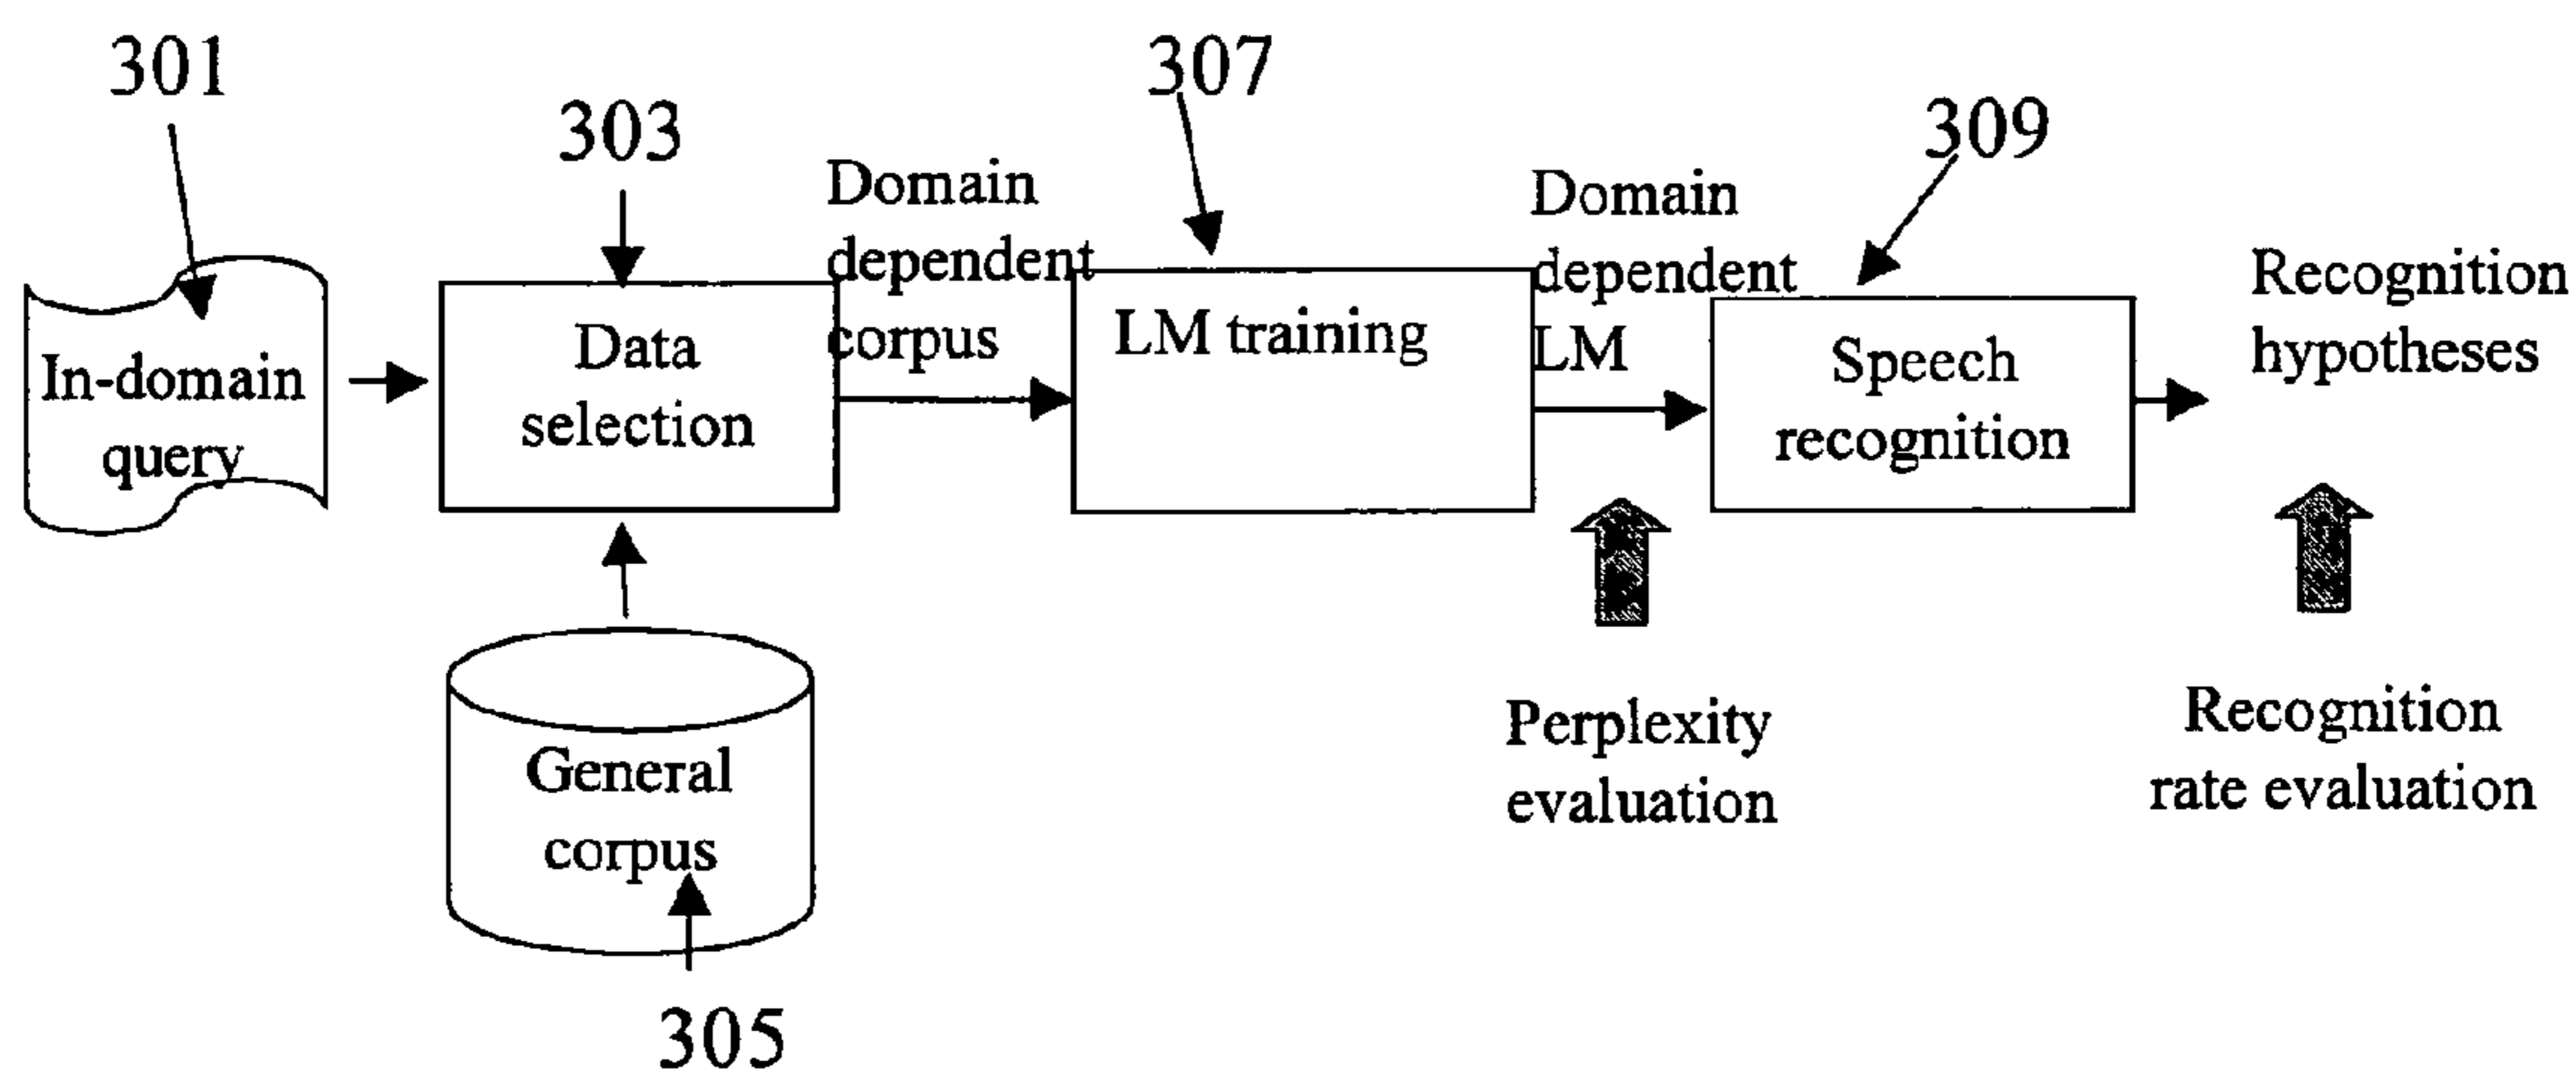 301
303
307
309
In-domain
query
Data
selection
Domain
dependent
corpus
LM training
Domain
dependent
LM
Speech
recognition
Recognition
hypotheses
General
corpus
305
Perplexity
evaluation
Recognition
rate evaluation